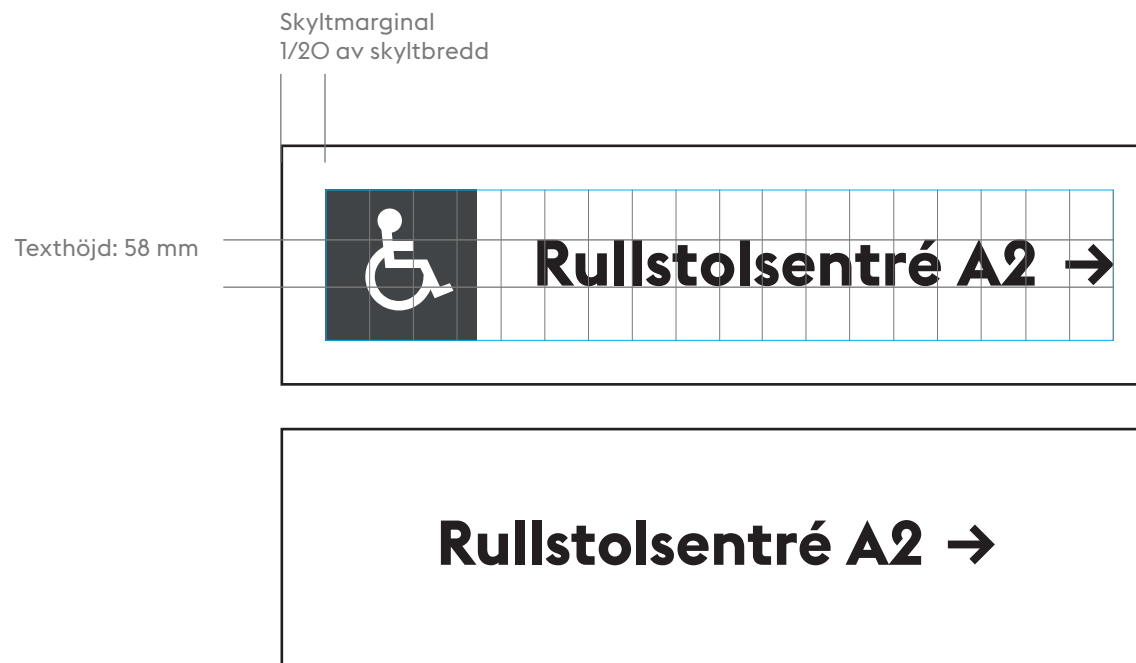 Skyltmarginal
1/20 av skyltbredd
Texthöjd: 58 mm
Rullstolsentré A2 →
Rullstolsentré A2 →